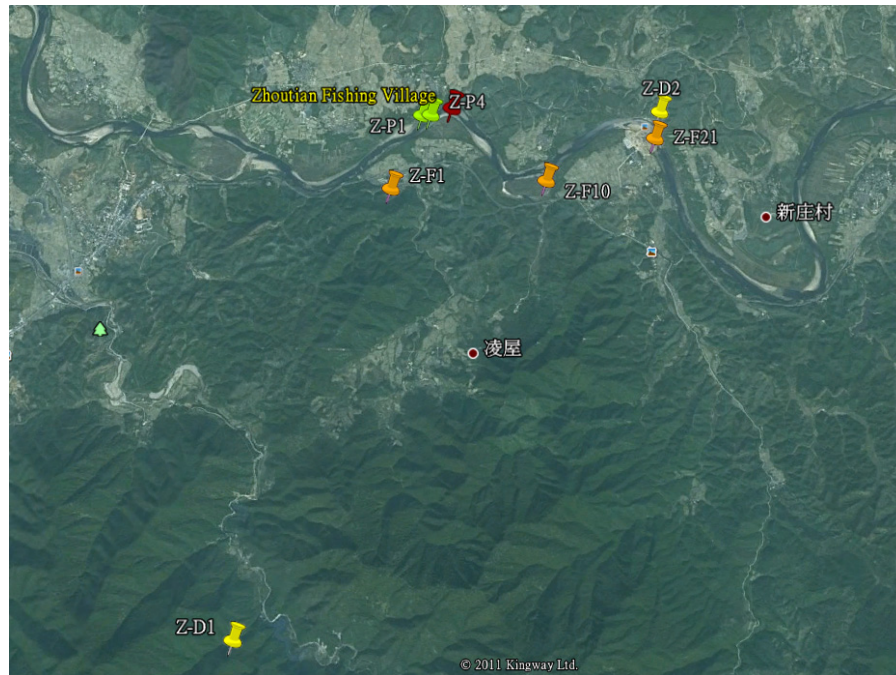 Z-D2
Zhoutian Fishing Village
Z-P4
Z-P1
Z-F21
Z-F1
Z-F10
新庄村
凌屋
Z-D1
© 2011 Kingway Ltd.